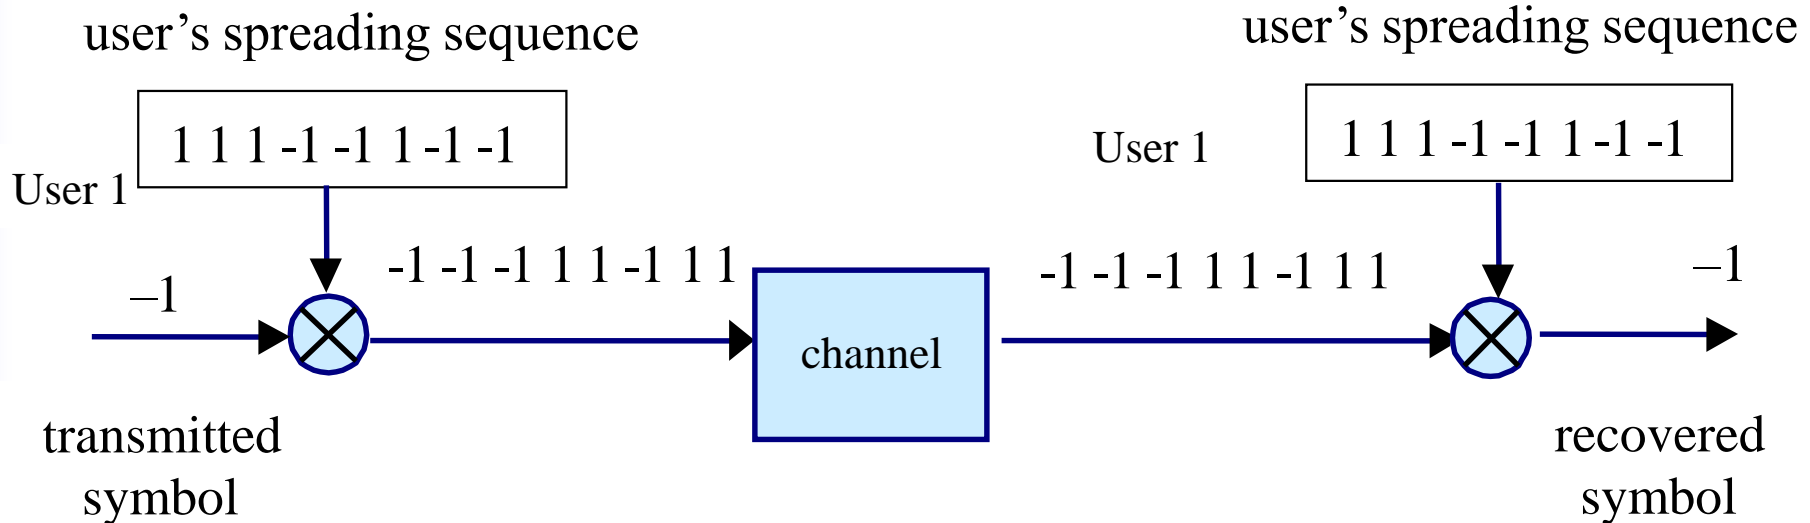 user’s spreading sequence
1 1 1 -1 -1 1 -1 -1
User 1
–1
-1 -1 -1 1 1 -1 1 1
transmitted
symbol
channel
user’s spreading sequence
User 1
1 1 1 -1 -1 1 -1 -1
-1 -1 -1 1 1 -1 1 1
–1
recovered
symbol